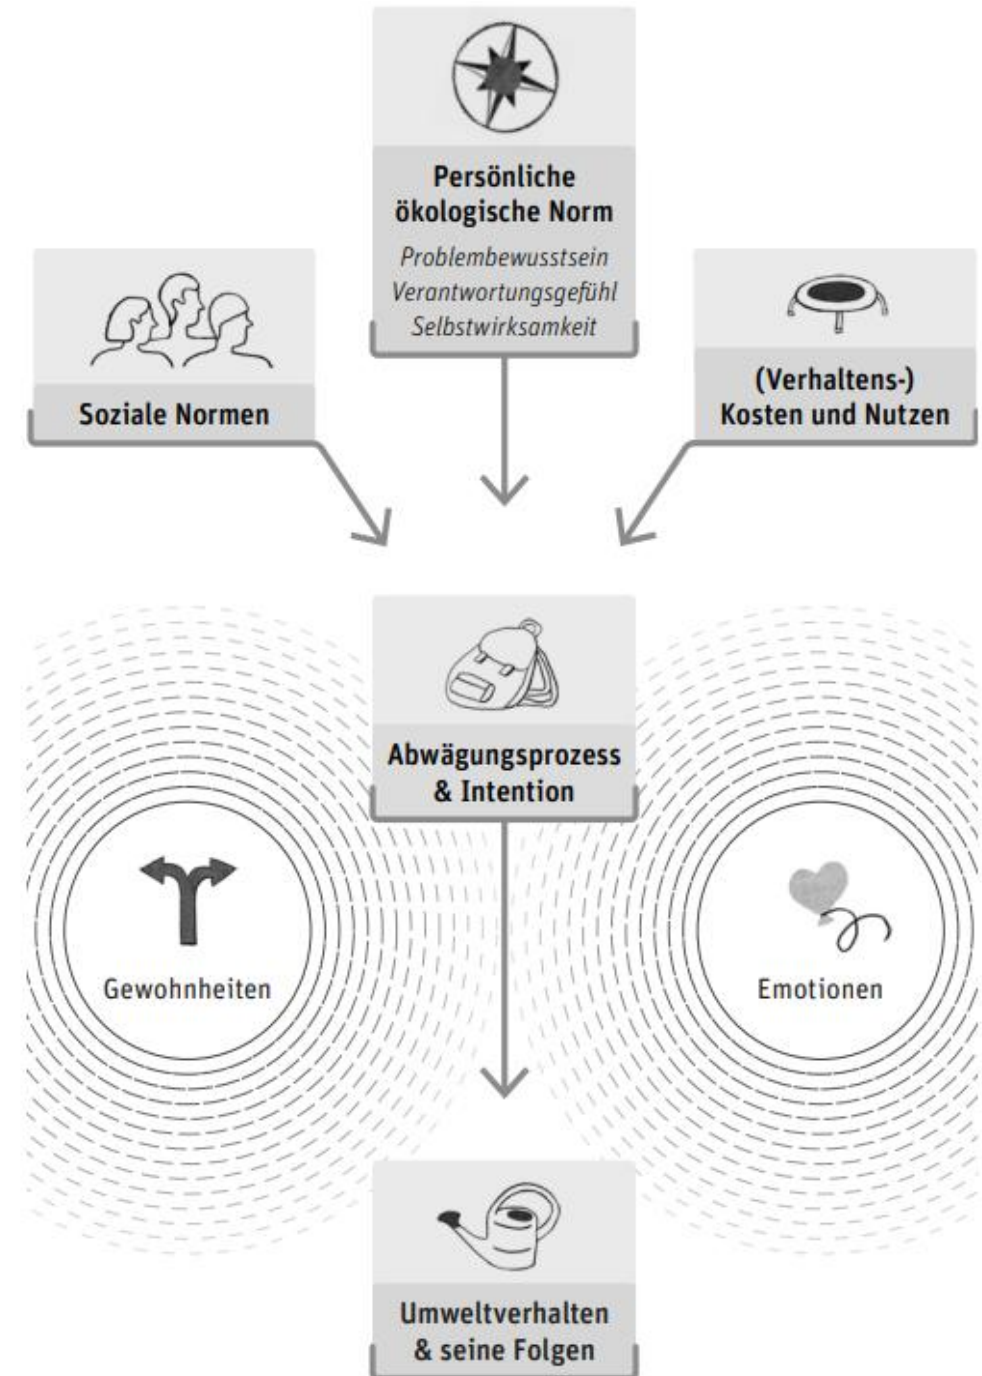 Persönliche
ökologische Norm
Problembewusstsein
Verantwortungsgefühl
Selbstwirksamkeit
Soziale Normen
(Verhaltens-)
Kosten und Nutzen
Abwägungsprozess
& Intention
Gewohnheiten
Emotionen
Umweltverhalten
& seine Folgen